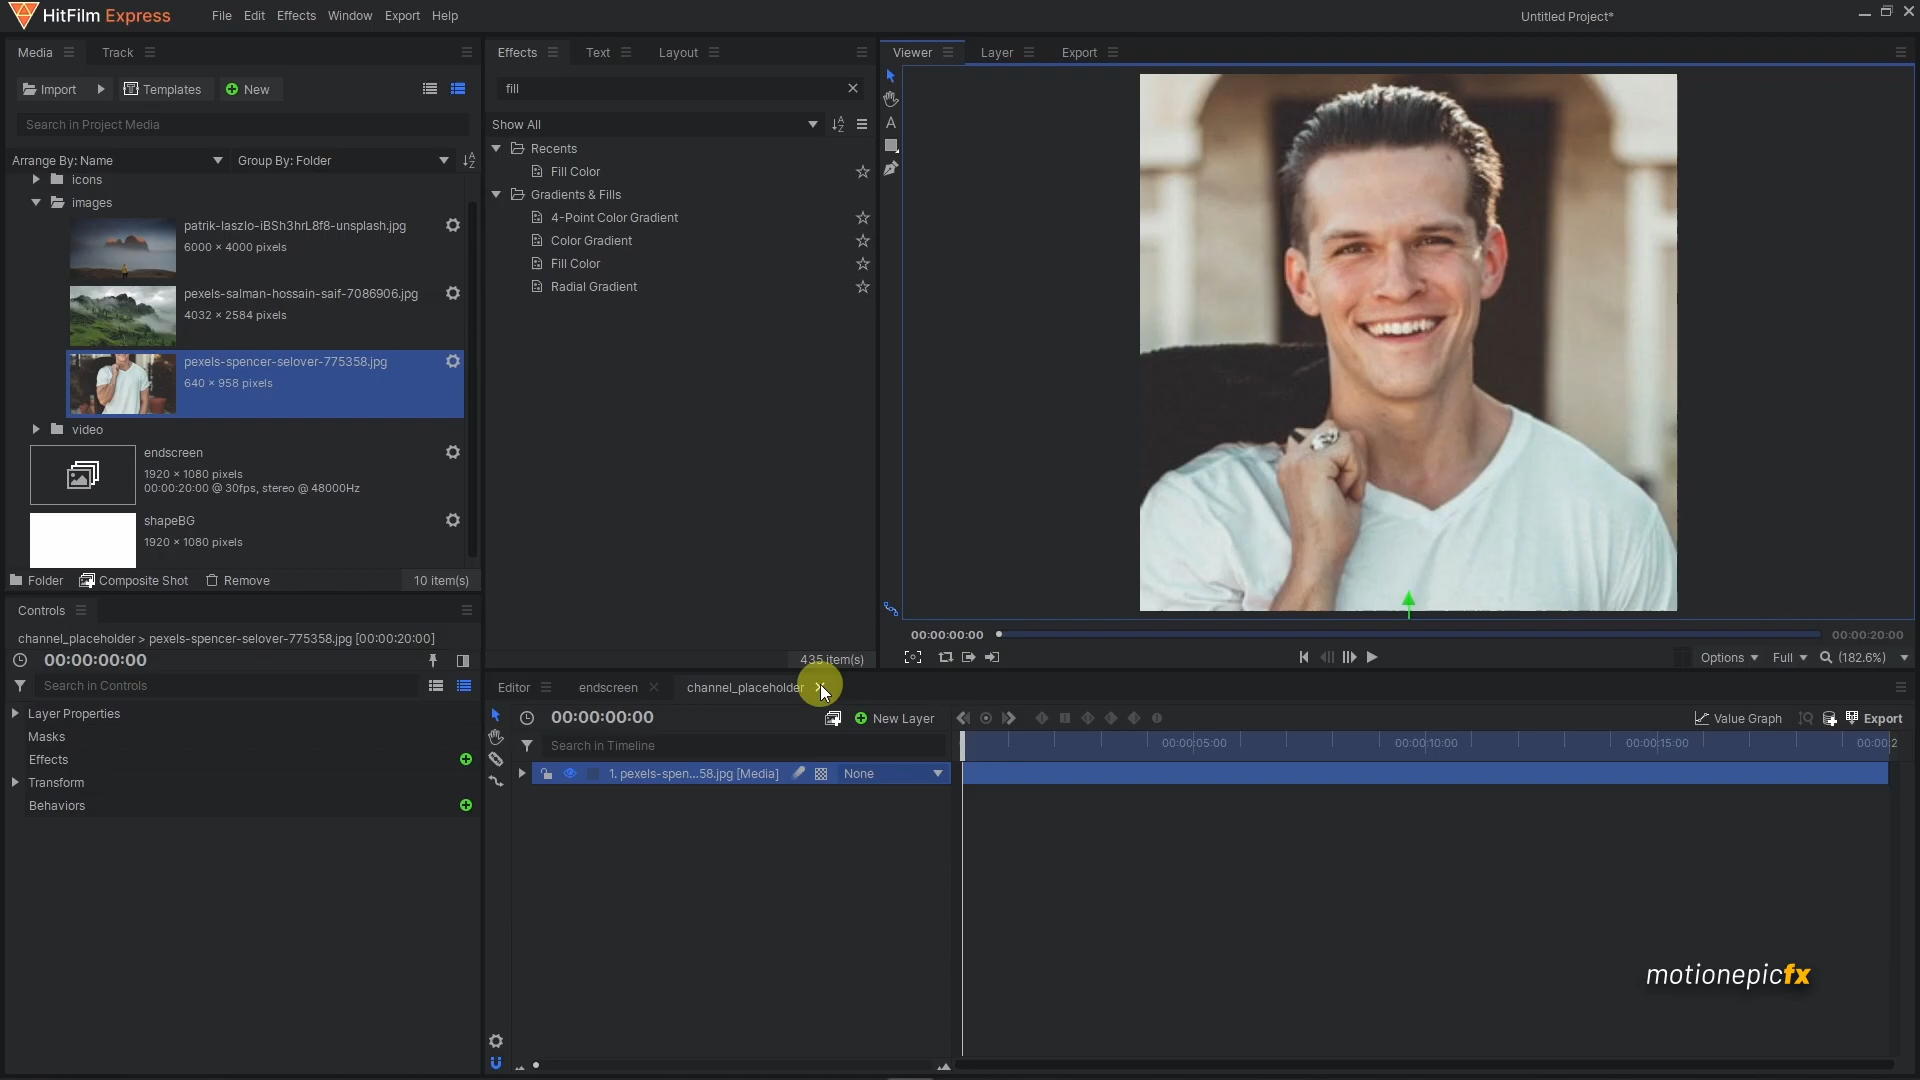 HitFilm Express
File Edit Effects Window Export Help
Untitled Project*
Media Track
Effects Text Layout
Viewer Layer Export
Import Templates New
fill
Search in Project Media
Show All
Arrange By: Name Group By: Folder
icons
images
patrik-laszlo-iBSh3hrL8f8-unsplash.jpg
6000 × 4000 pixels
pexels-salman-hossain-saif-7086906.jpg
4032 × 2584 pixels
pexels-spencer-selover-775358.jpg
640 × 958 pixels
video
endscreen
1920 × 1080 pixels
00:00:20:00 @ 30fps, stereo @ 48000Hz
shapeBG
1920 × 1080 pixels
Folder Composite Shot Remove 10 item(s)
Recents
Fill Color
Gradients & Fills
4-Point Color Gradient
Color Gradient
Fill Color
Radial Gradient
435 item(s)
A
00:00:00:00 00:00:20:00
Options Full (182.6%)
Controls
channel_placeholder > pexels-spencer-selover-775358.jpg [00:00:20:00]
00:00:00:00
Search in Controls
Layer Properties
Masks
Effects
Transform
Behaviors
Editor endscreen channel_placeholder
00:00:00:00 New Layer Value Graph Export
Search in Timeline
00:00:05:00 00:00:10:00 00:00:15:00 00:00:2
1. pexels-spen...58.jpg [Media] None
motionepicfx